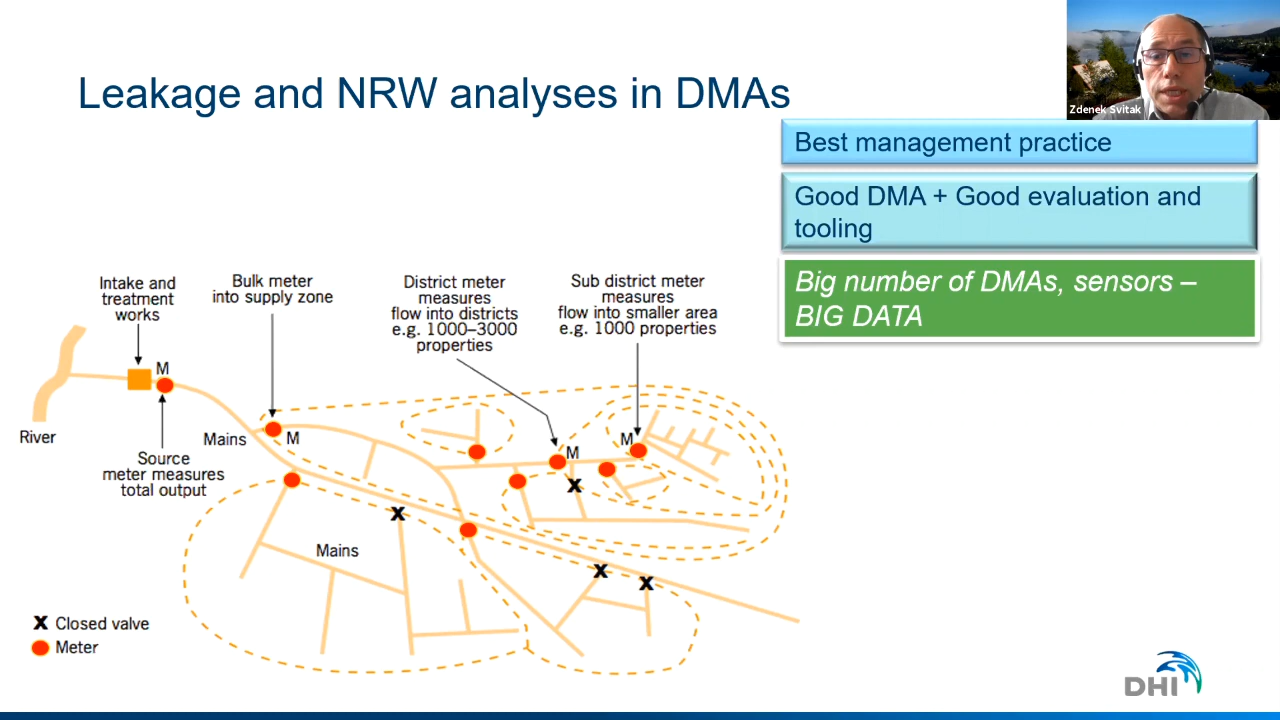 Leakage and NRW analyses in DMAs
Zdenek Svitak
Best management practice
Good DMA + Good evaluation and
tooling
Big number of DMAs, sensors –
BIG DATA
Intake and
treatment
works
Bulk meter
into supply zone
District meter
measures
flow into districts
e.g. 1000–3000
properties
Sub district meter
measures
flow into smaller area
e.g. 1000 properties
M
River
Mains
M
M
M
Source
meter measures
total output
Mains
X
X
X
X
X Closed valve
Meter
DHI